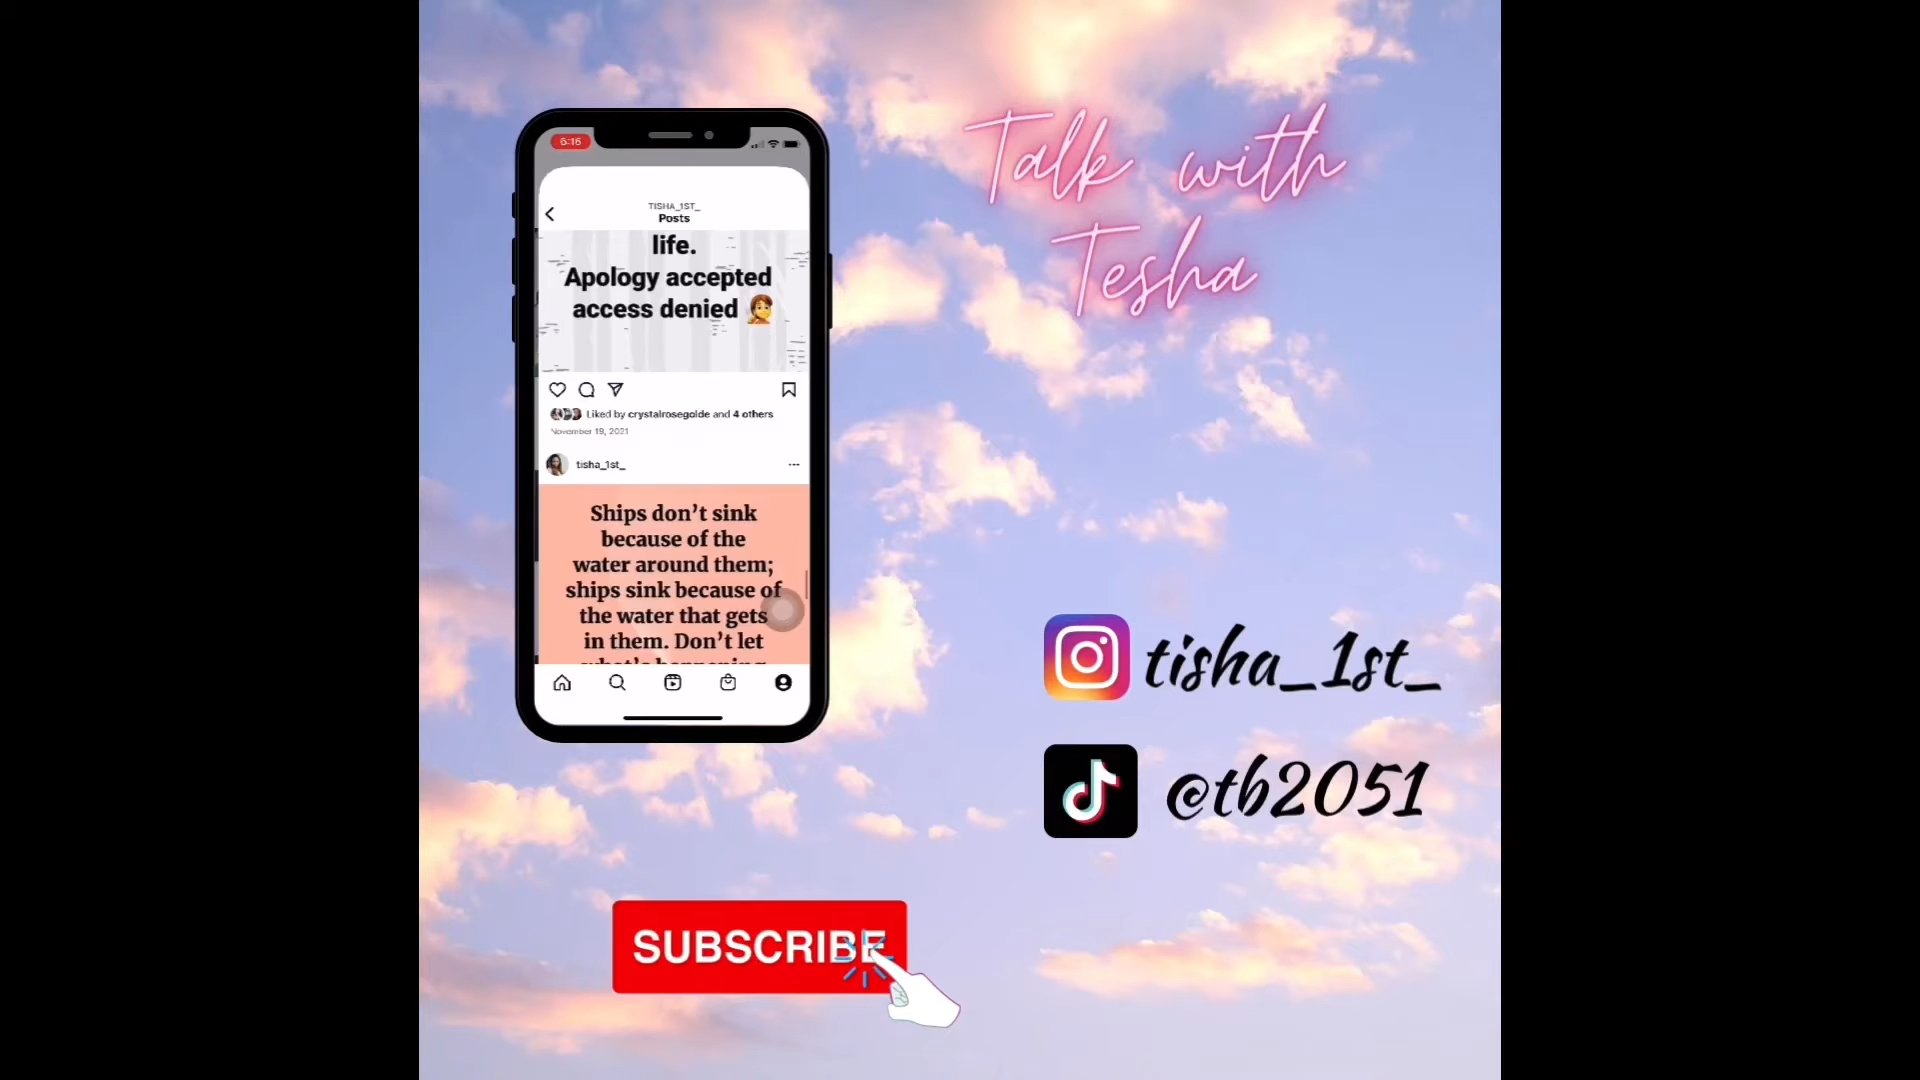 6:16
TISHA_1ST_
Posts
life.
Apology accepted
access denied
Liked by crystalrosegolde and 4 others
November 19, 2021
tisha_1st_
Ships don't sink
because of the
water around them;
ships sink because of
the water that gets
in them. Don't let
what's happening
Talk with
Tesha
tisha_1st_
@tb2051
SUBSCRIBE